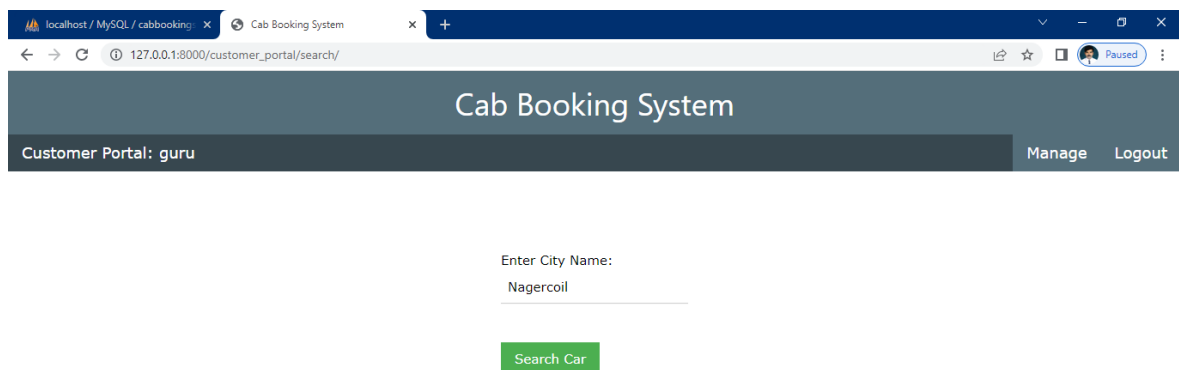 localhost / MySQL / cabbooking
Cab Booking System
127.0.0.1:8000/customer_portal/search/
Paused
Cab Booking System
Customer Portal: guru
Manage
Logout
Enter City Name:
Nagercoil
Search Car